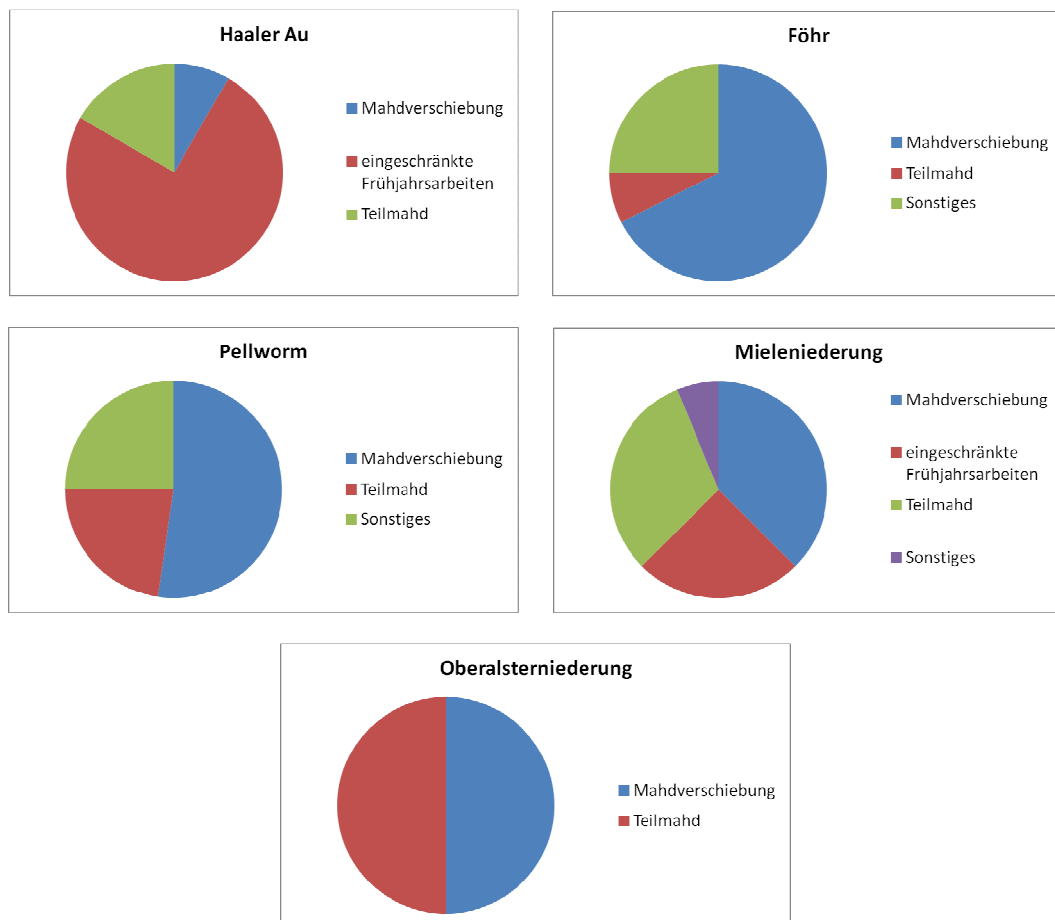 Haaler Au
Mahdverschiebung
eingeschränkte
Frühjahrsarbeiten
Teilmahd
Föhr
Mahdverschiebung
Teilmahd
Sonstiges
Pellworm
Mahdverschiebung
Teilmahd
Sonstiges
Mieleniederung
Mahdverschiebung
eingeschränkte
Frühjahrsarbeiten
Teilmahd
Sonstiges
Oberalsterniederung
Mahdverschiebung
Teilmahd